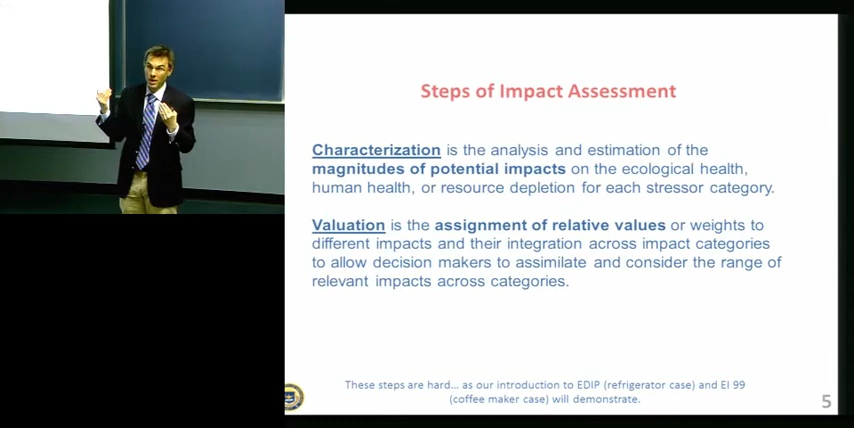 Steps of Impact Assessment
Characterization is the analysis and estimation of the
magnitudes of potential impacts on the ecological health,
human health, or resource depletion for each stressor category.
Valuation is the assignment of relative values or weights to
different impacts and their integration across impact categories
to allow decision makers to assimilate and consider the range of
relevant impacts across categories.
These steps are hard... as our introduction to EDIP (refrigerator case) and EI 99
(coffee maker case) will demonstrate.
5